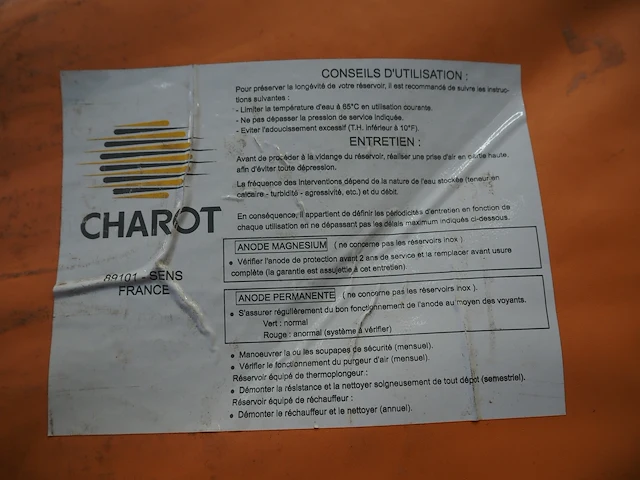 CONSEILS D'UTILISATION :
Pour préserver la longévité de votre réservoir, il est recommandé de suivre les instruc-
tions suivantes :
- Limiter la température d'eau à 65°C en utilisation courante.
- Ne pas dépasser la pression de service indiquée.
- Eviter l'adoucissement excessif (T.H. inférieur à 10°F).
ENTRETIEN :
Avant de procéder à la vidange du réservoir, réaliser une prise d'air en partie haute,
afin d'éviter toute dépression.
La fréquence des interventions dépend de la nature de l'eau stockée (teneur en
calcaire - turbidité - agressivité, etc.) et du débit.
En conséquence, il appartient de définir les périodicités d'entretien en fonction de
chaque utilisation en ne dépassant pas les délais maximum indiqués ci-dessous.
CHAROT
89101 - SENS
FRANCE
ANODE MAGNESIUM ( ne concerne pas les réservoirs inox )
• Vérifier l'anode de protection avant 2 ans de service et la remplacer avant usure
complète (la garantie est assujettie à cet entretien).
ANODE PERMANENTE ( ne concerne pas les réservoirs inox ).
• S'assurer régulièrement du bon fonctionnement de l'anode au moyen des voyants.
Vert : normal
Rouge : anormal (système à vérifier)
• Manoeuvrer la ou les soupapes de sécurité (mensuel).
• Vérifier le fonctionnement du purgeur d'air (mensuel).
Réservoir équipé de thermoplongeur :
• Démonter la résistance et la nettoyer soigneusement de tout dépôt (semestriel).
Réservoir équipé de réchauffeur :
• Démonter le réchauffeur et le nettoyer (annuel).